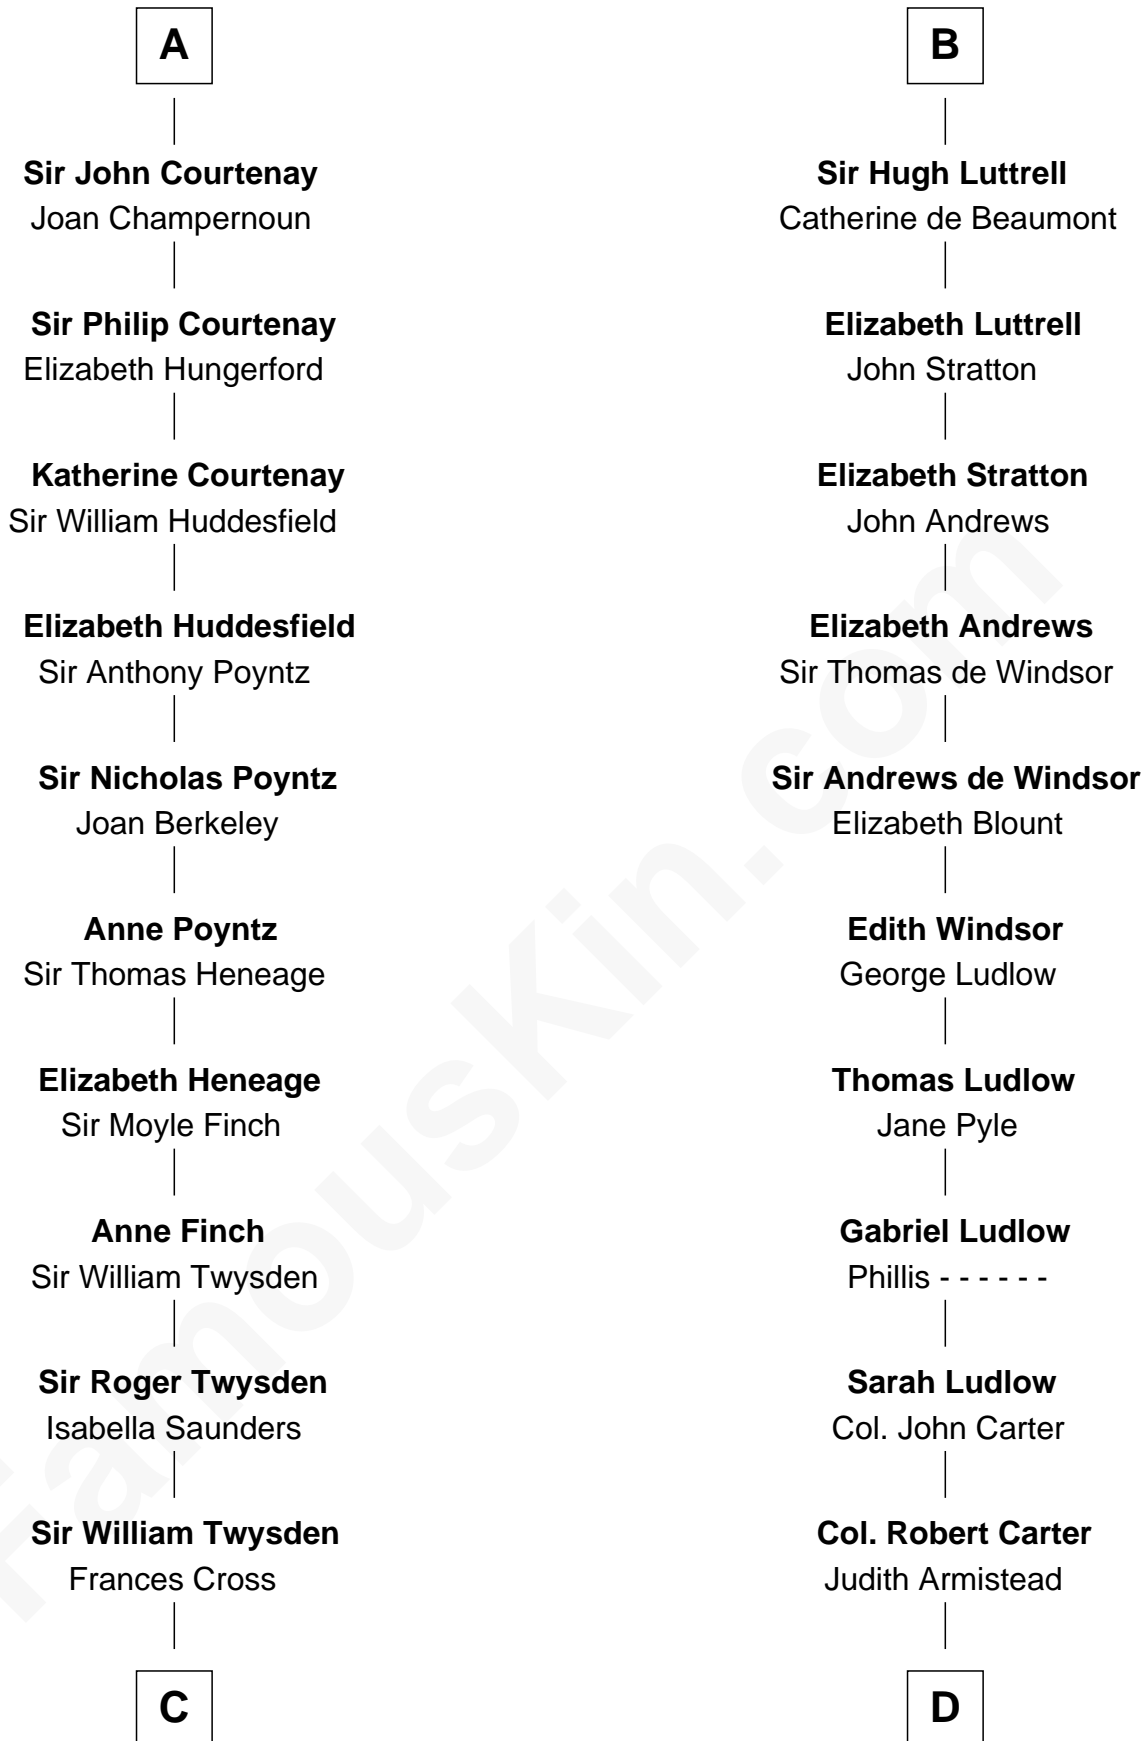 A
Sir John Courtenay
Joan Champernoun
Sir Philip Courtenay
Elizabeth Hungerford
Katherine Courtenay
Sir William Huddesfield
Elizabeth Huddesfield
Sir Anthony Poyntz
Sir Nicholas Poyntz
Joan Berkeley
Anne Poyntz
Sir Thomas Heneage
Elizabeth Heneage
Sir Moyle Finch
Anne Finch
Sir William Twysden
Sir Roger Twysden
Isabella Saunders
Sir William Twysden
Frances Cross
C
B
Sir Hugh Luttrell
Catherine de Beaumont
Elizabeth Luttrell
John Stratton
Elizabeth Stratton
John Andrews
Elizabeth Andrews
Sir Thomas de Windsor
Sir Andrews de Windsor
Elizabeth Blount
Edith Windsor
George Ludlow
Thomas Ludlow
Jane Pyle
Gabriel Ludlow
Phillis - - - - - -
Sarah Ludlow
Col. John Carter
Col. Robert Carter
Judith Armistead
D
FamousKin.com